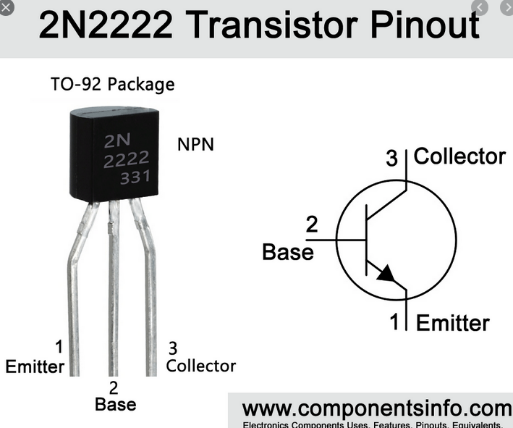 2N2222 Transistor Pinout
TO-92 Package
2N
2222
331
NPN
1
Emitter
2
Base
3
Collector
3 Collector
2
Base
1 Emitter
www.componentsinfo.com
Electronics Components Uses, Features, Pinouts, Equivalents,